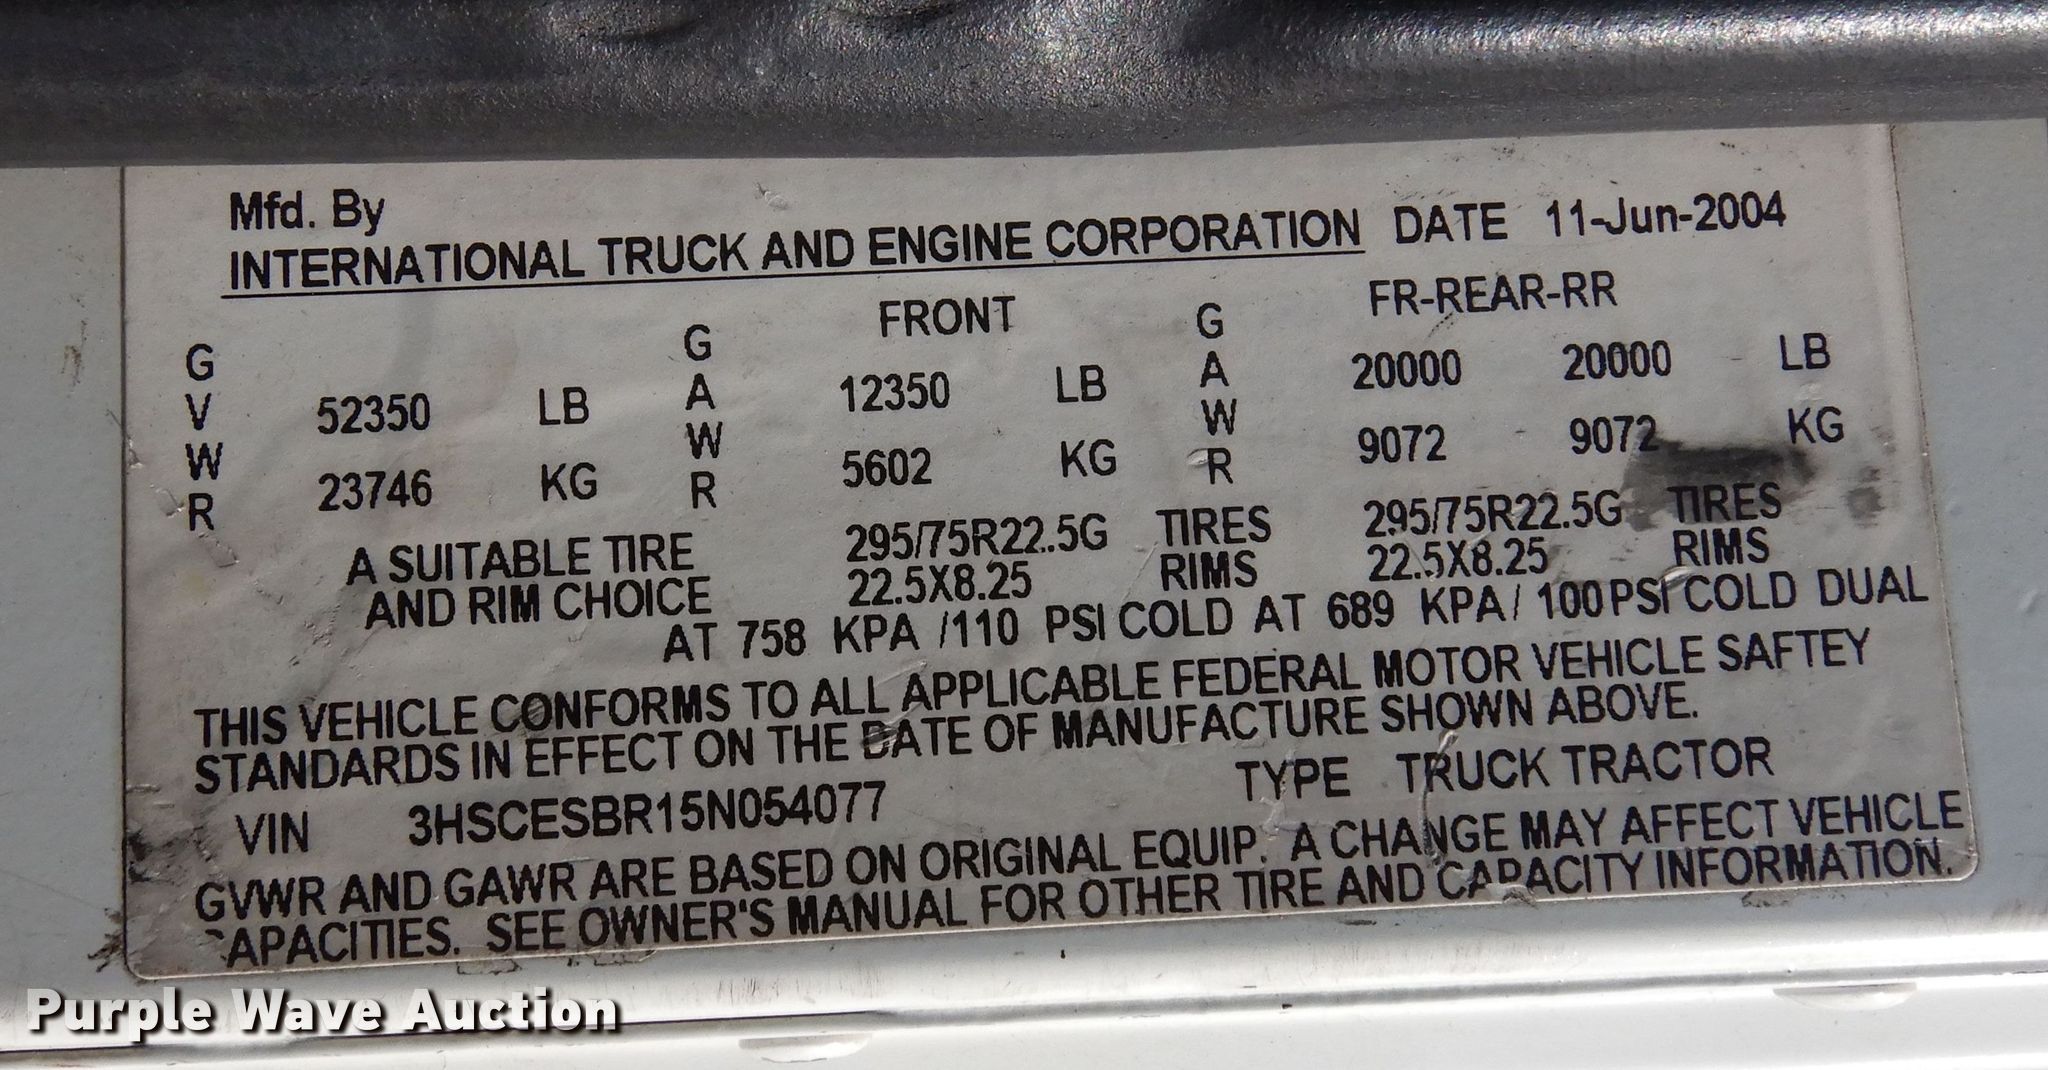 Mfd. By
INTERNATIONAL TRUCK AND ENGINE CORPORATION DATE 11-Jun-2004
FRONT FR-REAR-RR
GVWR 52350 LB GAWR 12350 LB GAWR 20000 20000 LB
23746 KG 5602 KG 9072 9072 KG
A SUITABLE TIRE 295/75R22.5G TIRES 295/75R22.5G TIRES
AND RIM CHOICE 22.5X8.25 RIMS 22.5X8.25 RIMS
AT 758 KPA /110 PSI COLD AT 689 KPA/ 100PSI COLD DUAL
THIS VEHICLE CONFORMS TO ALL APPLICABLE FEDERAL MOTOR VEHICLE SAFTEY
STANDARDS IN EFFECT ON THE DATE OF MANUFACTURE SHOWN ABOVE.
VIN 3HSCESBR15N054077 TYPE TRUCK TRACTOR
GVWR AND GAWR ARE BASED ON ORIGINAL EQUIP. A CHANGE MAY AFFECT VEHICLE
CAPACITIES. SEE OWNER'S MANUAL FOR OTHER TIRE AND CAPACITY INFORMATION.
Purple Wave Auction